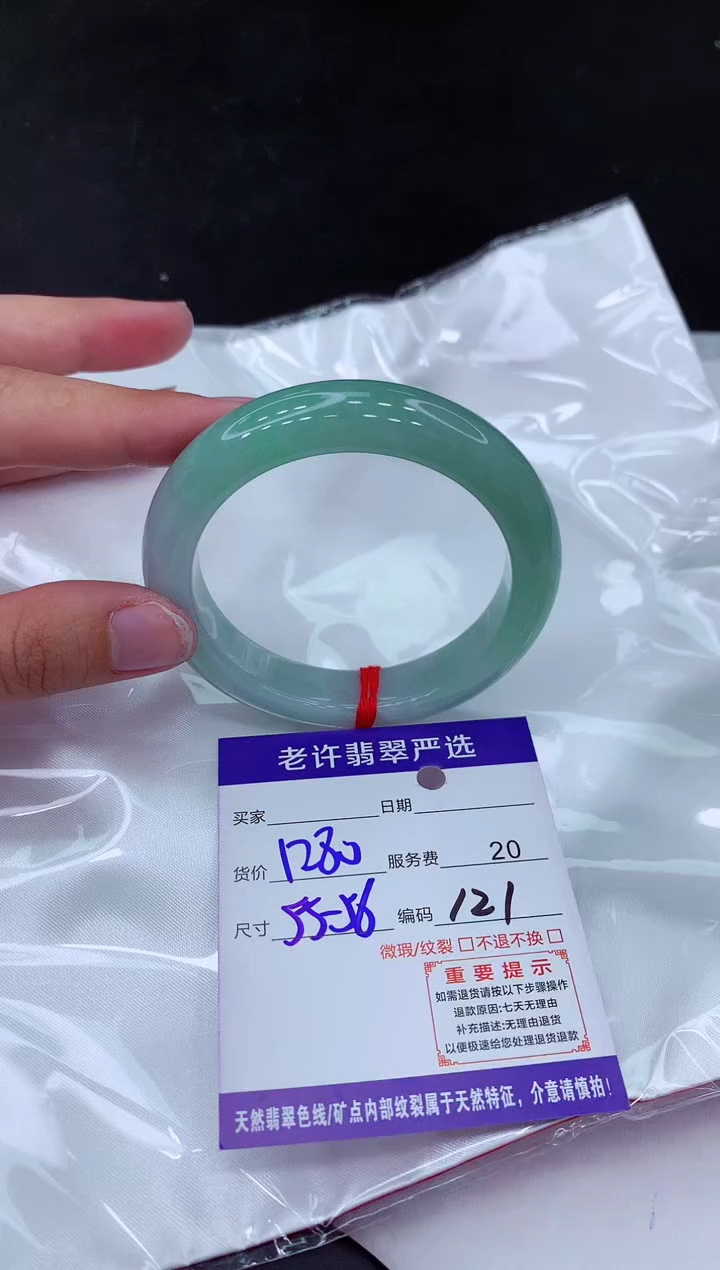 老许翡翠严选
买家 日期
货价 1280 服务费 20
尺寸 55-56 编码 121
微瑕/纹裂 □ 不退不换 □
重要提示
如需退货请按以下步骤操作
退款原因:七天无理由
补充描述:无理由退货
以便极速给您处理退货退款
天然翡翠色线/矿点内部纹裂属于天然特征，介意请慎拍!